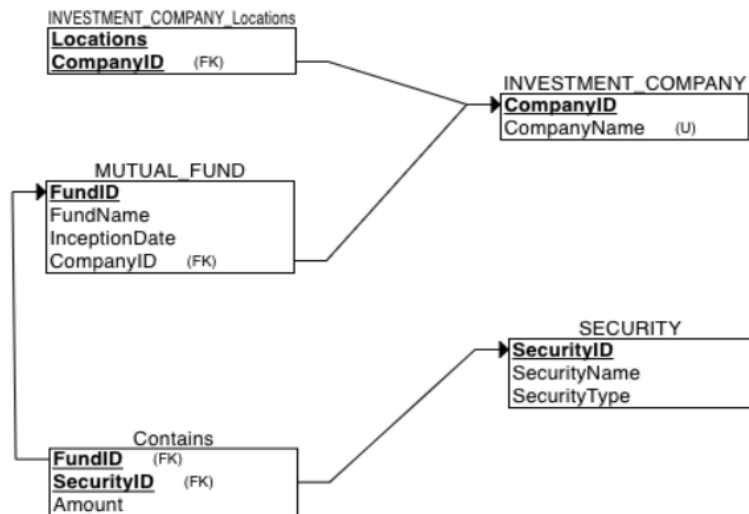 INVESTMENT_COMPANY_Locations
Locations
CompanyID (FK)
INVESTMENT_COMPANY
CompanyID
CompanyName (U)
MUTUAL_FUND
FundID
FundName
InceptionDate
CompanyID (FK)
SECURITY
SecurityID
SecurityName
SecurityType
Contains
FundID (FK)
SecurityID (FK)
Amount